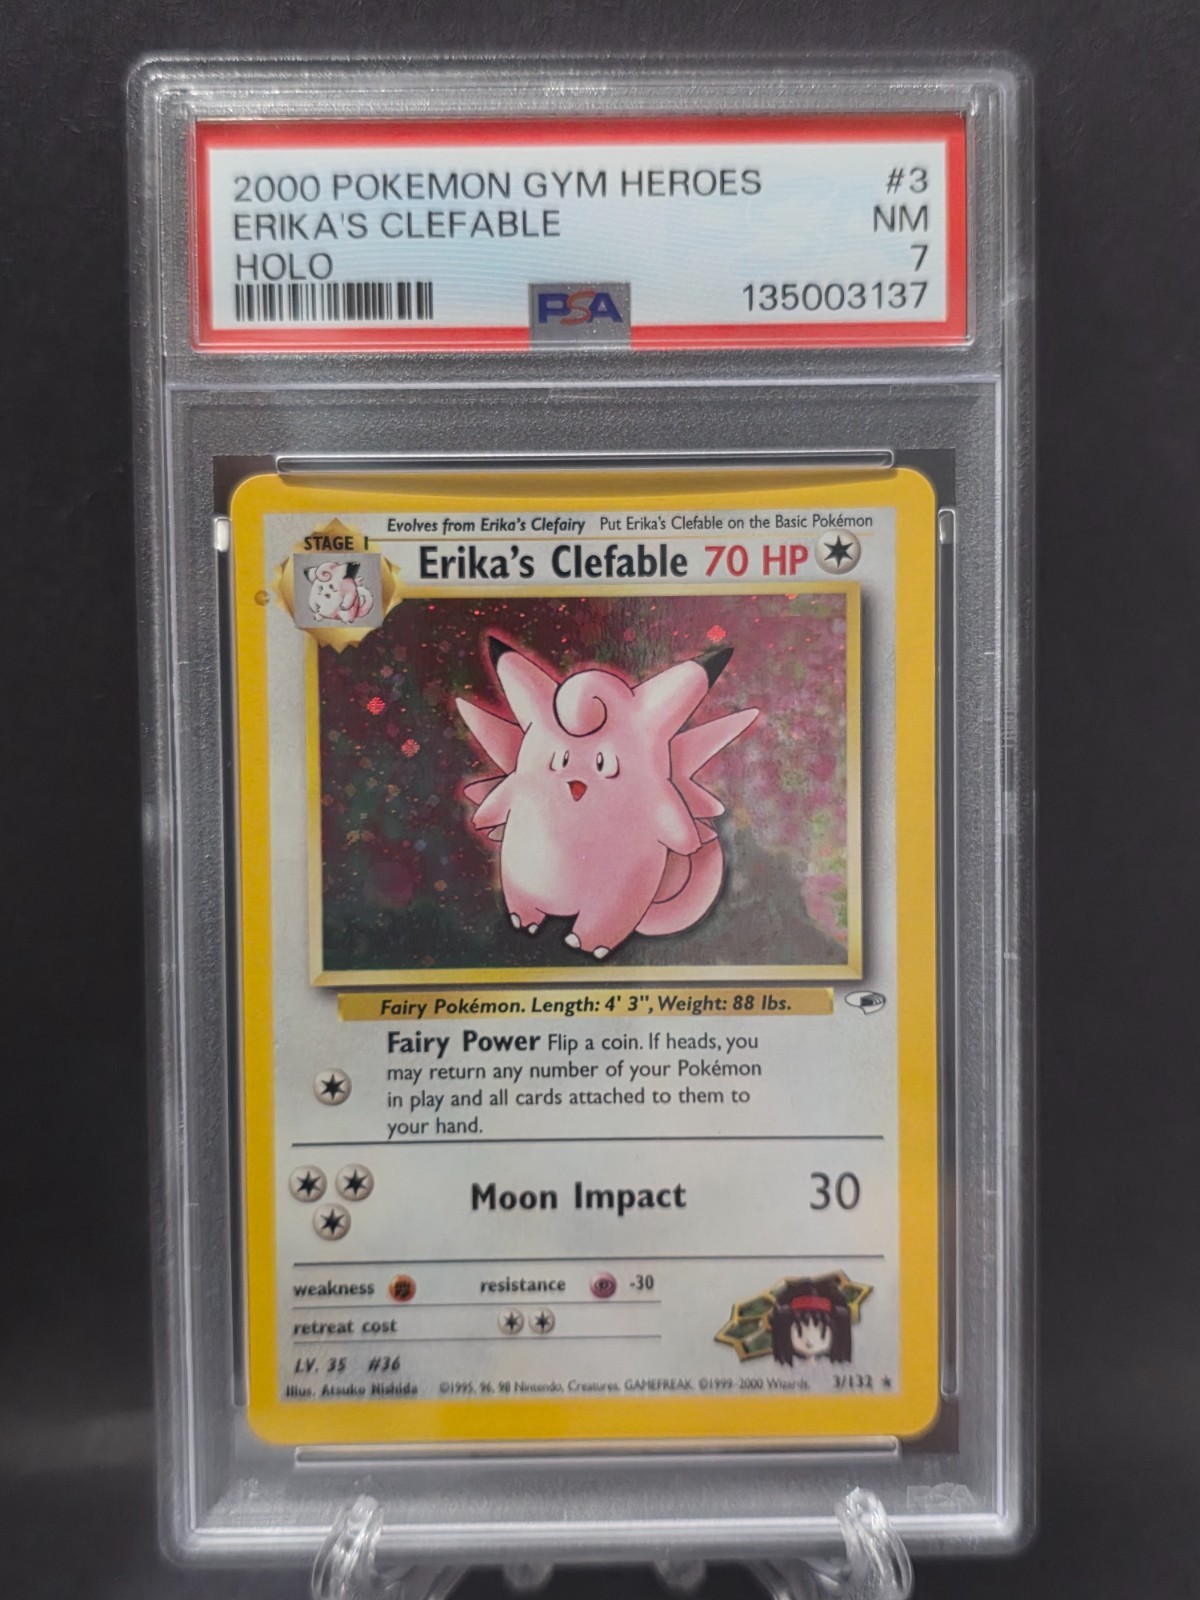 2000 POKEMON GYM HEROES #3
ERIKA'S CLEFABLE NM
HOLO 7
PSA 135003137
Evolves from Erika's Clefairy Put Erika's Clefable on the Basic Pokémon
STAGE 1
Erika's Clefable 70 HP
Fairy Pokémon. Length: 4' 3", Weight: 88 lbs.
Fairy Power Flip a coin. If heads, you
may return any number of your Pokémon
in play and all cards attached to them to
your hand.
Moon Impact 30
weakness resistance -30
retreat cost
LV. 35 #36
Illus. Atsuko Nishida ©1995, 96, 98 Nintendo, Creatures, GAMEFREAK. ©1999-2000 Wizards. 3/132 ★
PSA